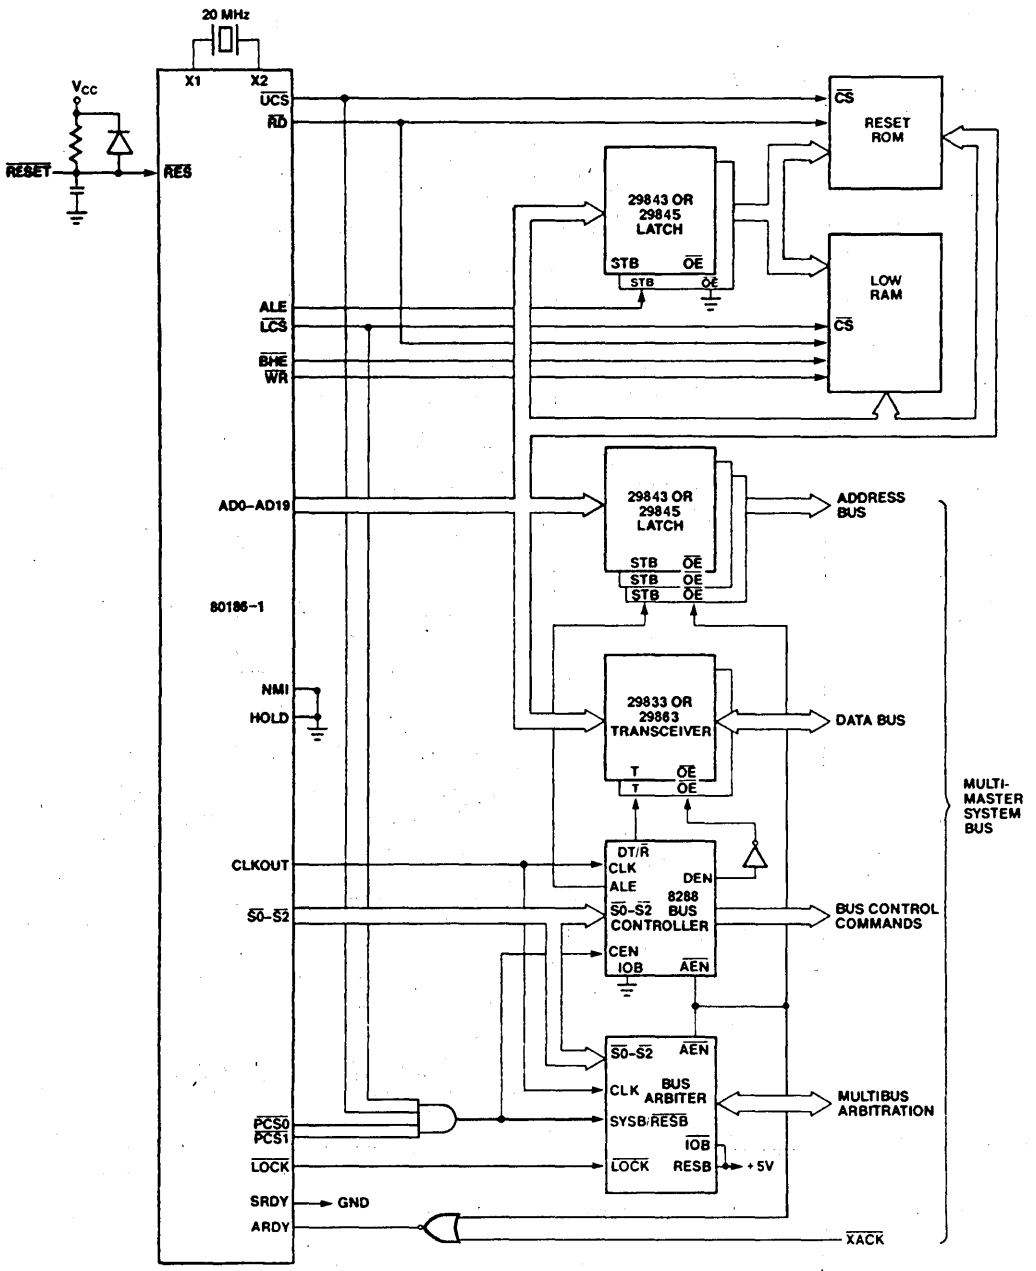 20 MHz
X1 X2
VCC
RESET
RES
UCS
RD
ALE
LCS
BHE
WR
AD0–AD19
80186-1
NMI
HOLD
CLKOUT
S0–S2
PCS0
PCS1
LOCK
SRDY
GND
ARDY
CS
RESET
ROM
29843 OR
29845
LATCH
STB OE
STB OE
LOW
RAM
CS
29843 OR
29845
LATCH
STB OE
STB OE
STB OE
ADDRESS
BUS
29833 OR
29863
TRANSCEIVER
T OE
T OE
DATA BUS
MULTI-
MASTER
SYSTEM
BUS
DT/R
CLK
ALE
DEN
8288
S0–S2 BUS
CONTROLLER
CEN
IOB AEN
BUS CONTROL
COMMANDS
S0–S2 AEN
CLK BUS
ARBITER
SYSB/RESB
IOB
LOCK RESB
+5V
MULTIBUS
ARBITRATION
XACK